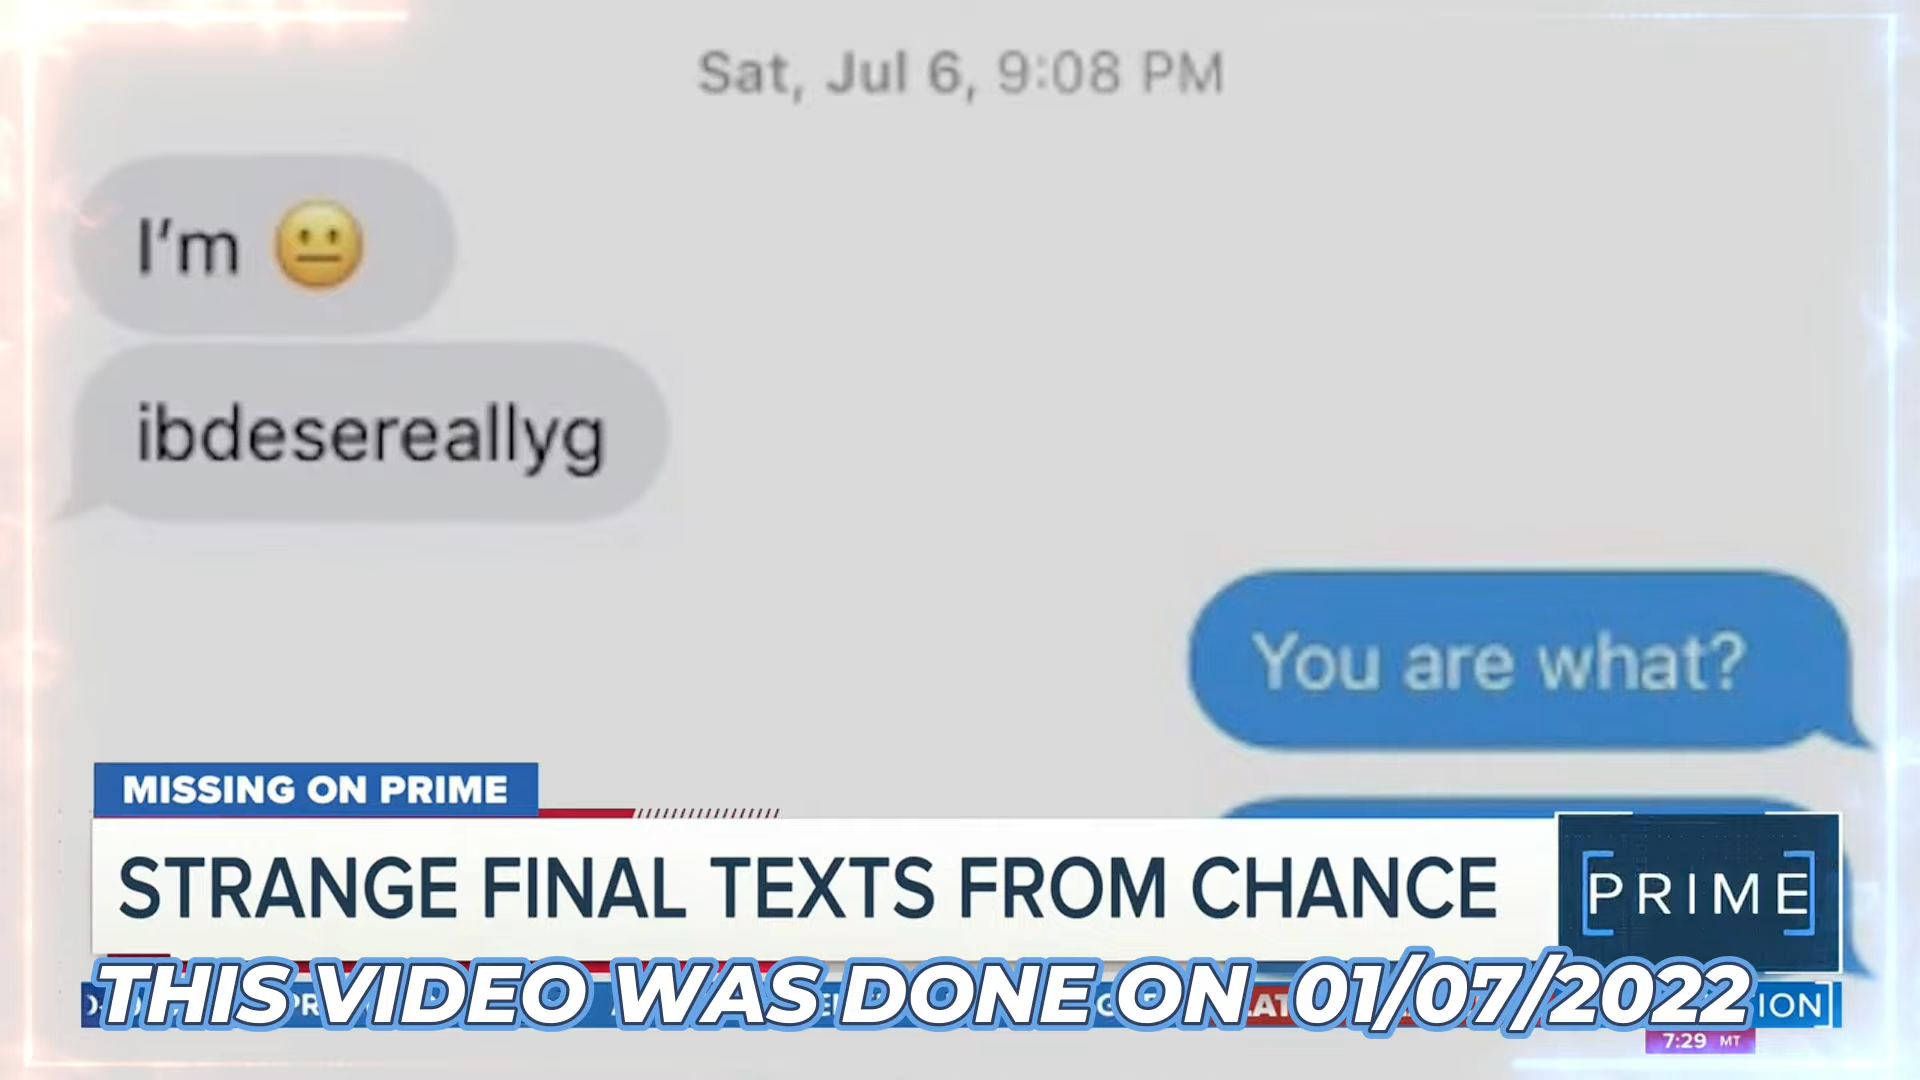 Sat, Jul 6, 9:08 PM
I'm 😐
ibdesereallyg
You are what?
MISSING ON PRIME
STRANGE FINAL TEXTS FROM CHANCE
[PRIME]
THIS VIDEO WAS DONE ON 01/07/2022
7:29 MT